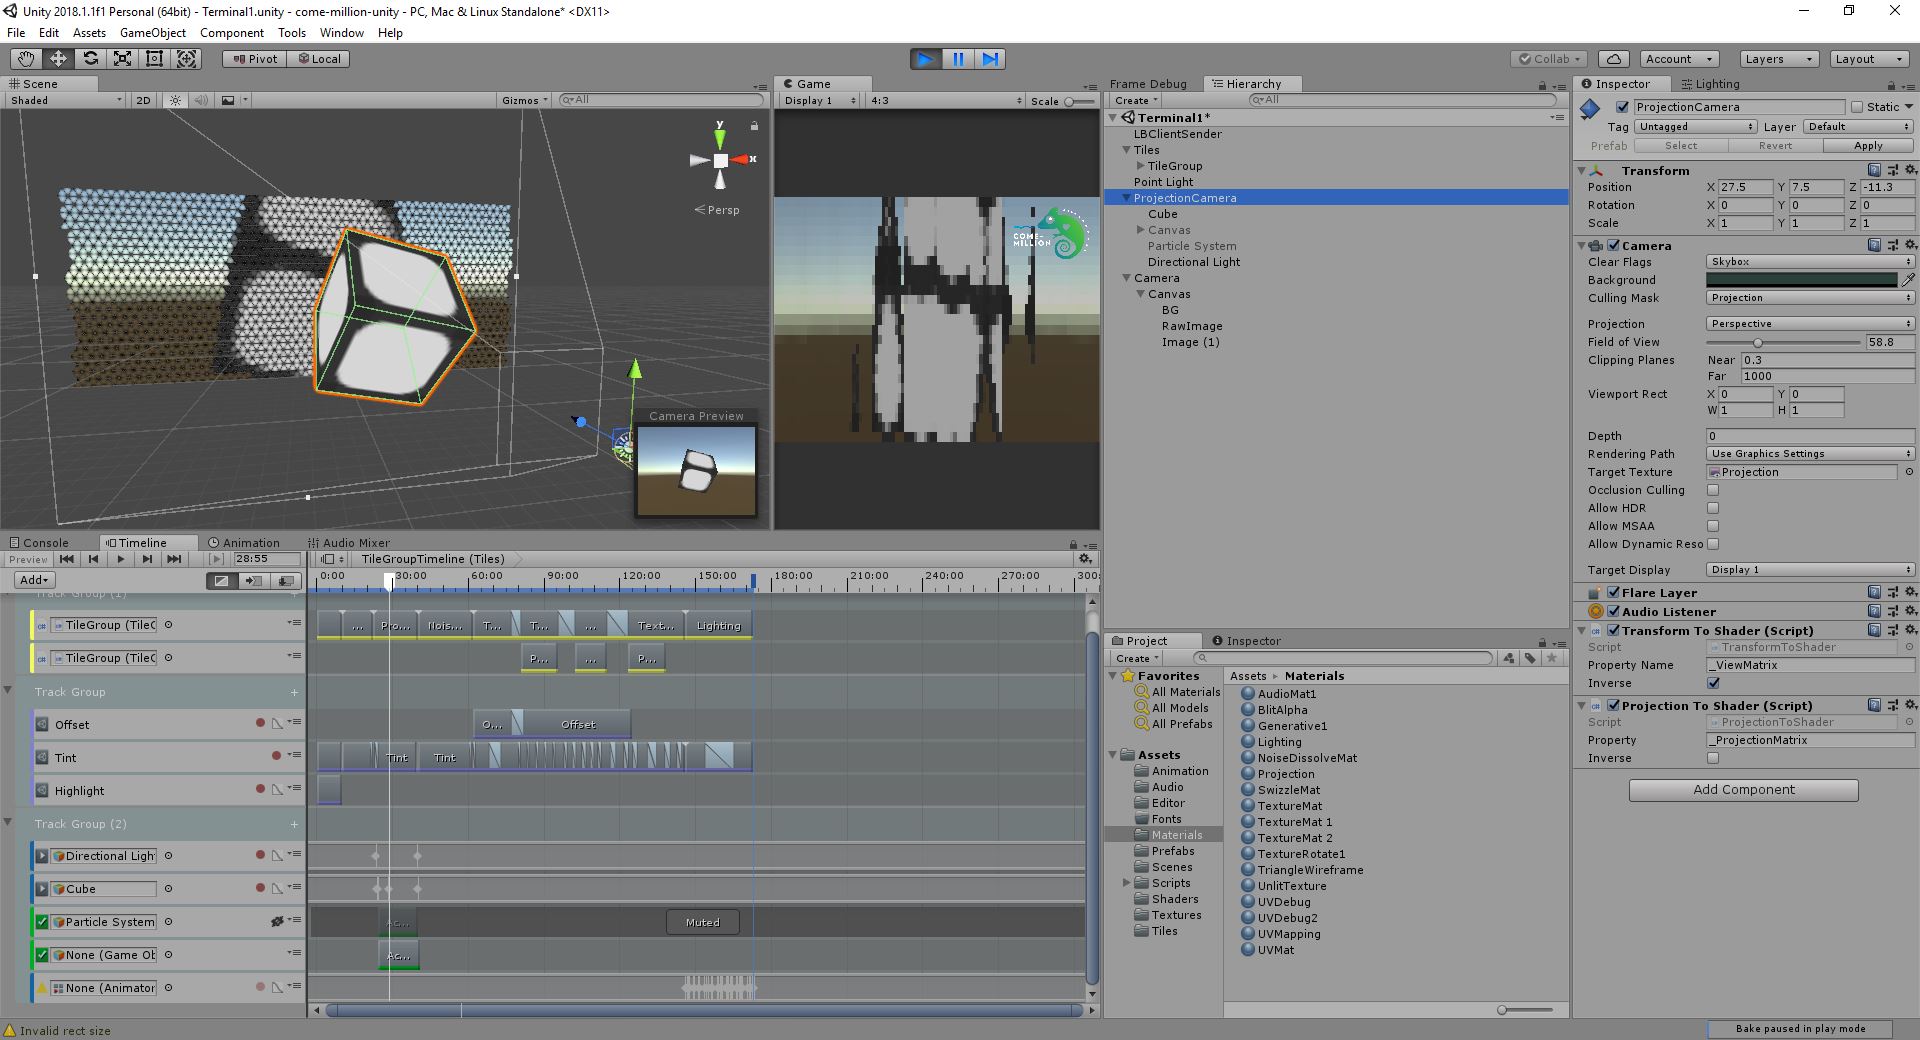 Unity 2018.1.1f1 Personal (64bit) - Terminal1.unity - come-million-unity - PC, Mac & Linux Standalone* <DX11>
File Edit Assets GameObject Component Tools Window Help
Pivot Local
Collab Account Layers Layout
Scene
Shaded 2D Gizmos All
y
x
Persp
Camera Preview
Game
Display 1 4:3 Scale
COME-
MILLION
Frame Debug Hierarchy
Create All
Terminal1*
LBClientSender
Tiles
TileGroup
Point Light
ProjectionCamera
Cube
Canvas
Particle System
Directional Light
Camera
Canvas
BG
RawImage
Image (1)
Inspector Lighting
ProjectionCamera Static
Tag Untagged Layer Default
Prefab Select Revert Apply
Transform
Position X 27.5 Y 7.5 Z -11.3
Rotation X 0 Y 0 Z 0
Scale X 1 Y 1 Z 1
Camera
Clear Flags Skybox
Background
Culling Mask Projection
Projection Perspective
Field of View 58.8
Clipping Planes Near 0.3
Far 1000
Viewport Rect X 0 Y 0
W 1 H 1
Depth 0
Rendering Path Use Graphics Settings
Target Texture Projection
Occlusion Culling
Allow HDR
Allow MSAA
Allow Dynamic Reso
Target Display Display 1
Flare Layer
Audio Listener
Transform To Shader (Script)
Script TransformToShader
Property Name _ViewMatrix
Inverse
Projection To Shader (Script)
Script ProjectionToShader
Property _ProjectionMatrix
Inverse
Add Component
Console Timeline Animation Audio Mixer
Preview 28:55 TileGroupTimeline (Tiles)
Add 0:00 30:00 60:00 90:00 120:00 150:00 180:00 210:00 240:00 270:00 300:
Track Group (1)
TileGroup (TileG ... Pro... Nois... T... T... ... Text... Lighting
TileGroup (TileG P... ... P...
Track Group
Offset O... Offset
Tint Tint Tint
Highlight
Track Group (2)
Directional Ligh
Cube
Particle System Ac... Muted
None (Game Ob Ac...
None (Animator
Project Inspector
Create
Favorites
All Materials
All Models
All Prefabs
Assets
Animation
Audio
Editor
Fonts
Materials
Prefabs
Scenes
Scripts
Shaders
Textures
Tiles
Assets Materials
AudioMat1
BlitAlpha
Generative1
Lighting
NoiseDissolveMat
Projection
SwizzleMat
TextureMat
TextureMat 1
TextureMat 2
TextureRotate1
TriangleWireframe
UnlitTexture
UVDebug
UVDebug2
UVMapping
UVMat
Invalid rect size
Bake paused in play mode